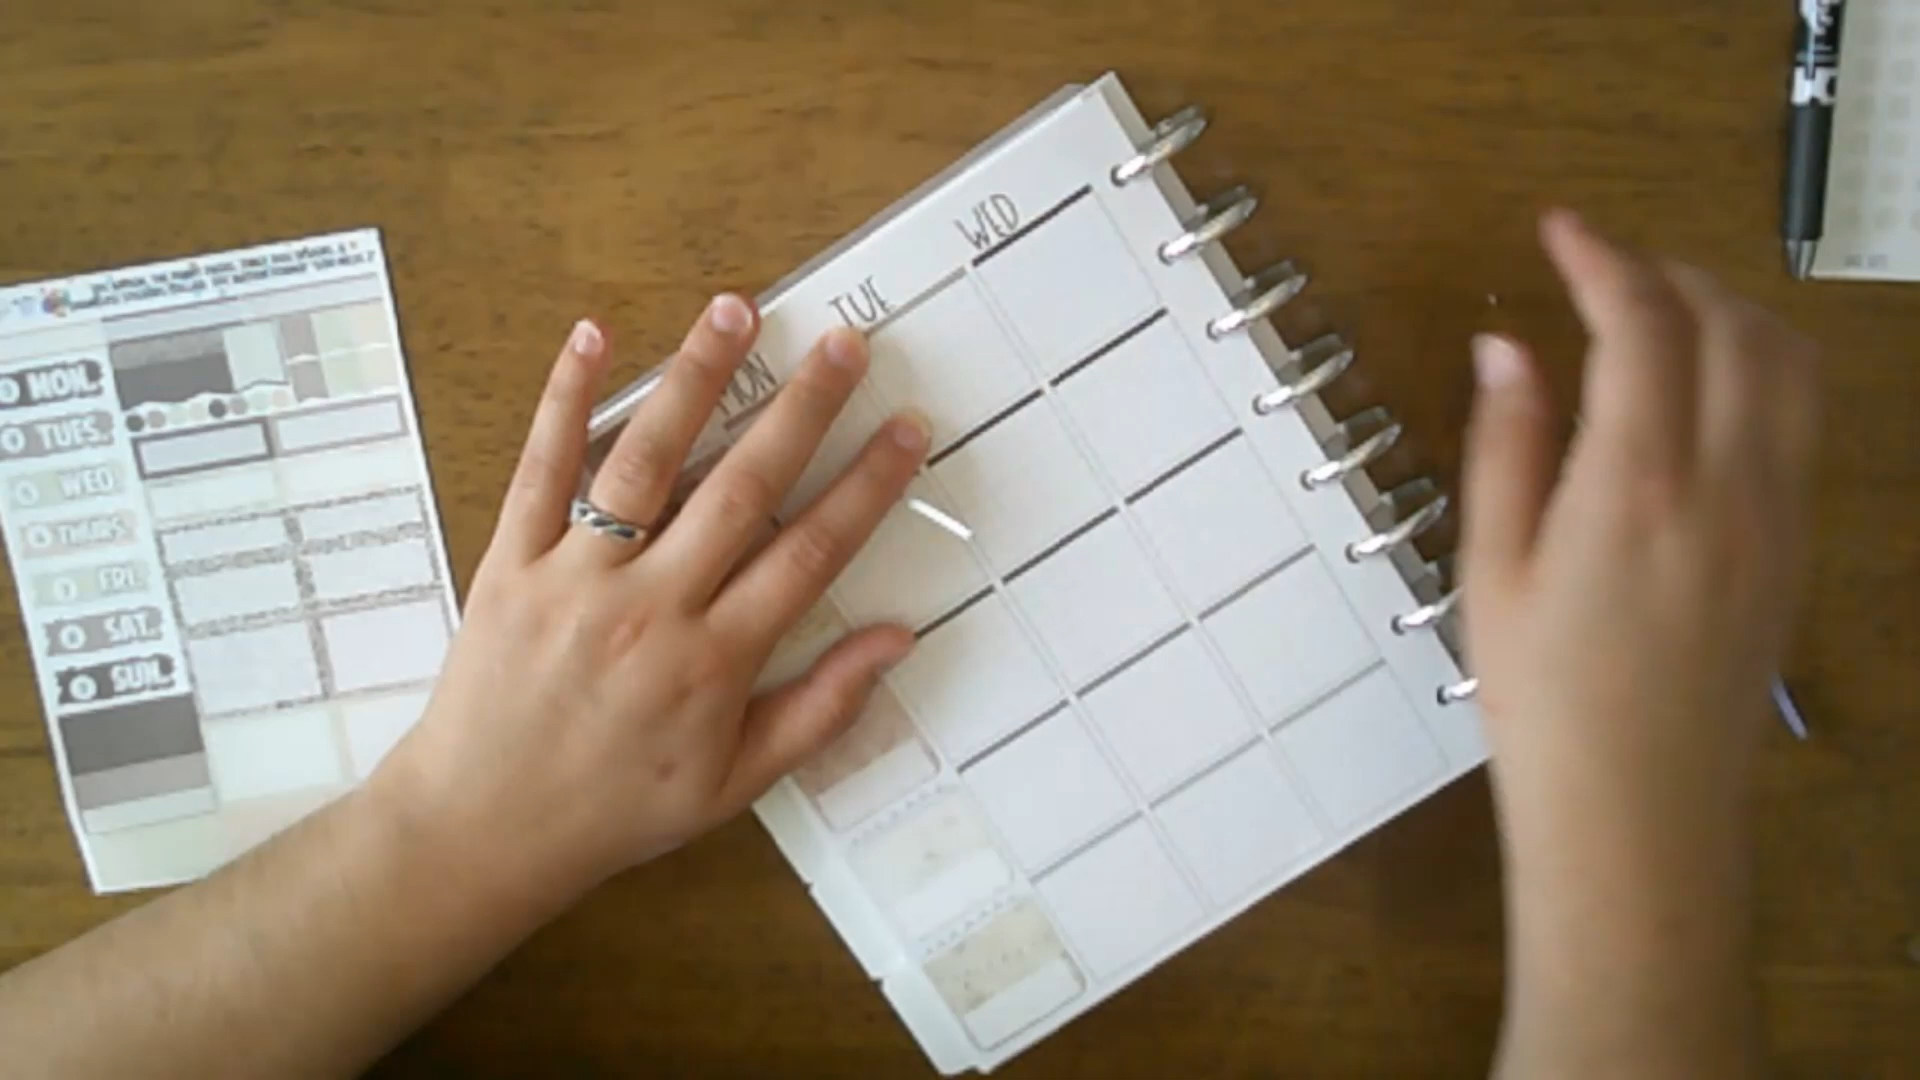 MON.
TUES.
WED.
THURS.
FRI.
SAT.
SUN.
MON
TUE
WED